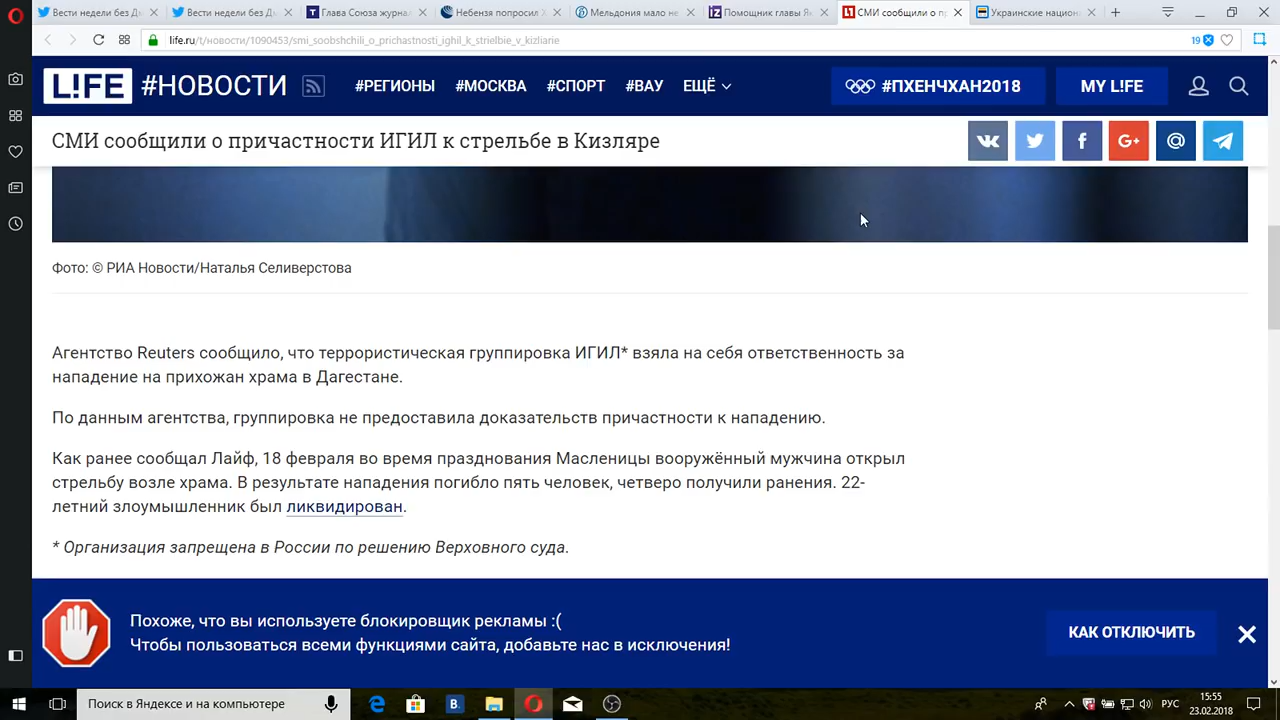 Вести недели без Д
Вести недели без Д
Глава Союза журнал
Небензя попросил Х
Мельдония мало не
Помощник главы Як
СМИ сообщили о п
Украинские национ
life.ru/t/новости/1090453/smi_soobshchili_o_prichastnosti_ighil_k_strielbie_v_kizliarie
19
L!FE #НОВОСТИ #РЕГИОНЫ #МОСКВА #СПОРТ #ВАУ ЕЩЁ #ПХЕНЧХАН2018 MY L!FE
СМИ сообщили о причастности ИГИЛ к стрельбе в Кизляре
Фото: © РИА Новости/Наталья Селиверстова
Агентство Reuters сообщило, что террористическая группировка ИГИЛ* взяла на себя ответственность за
нападение на прихожан храма в Дагестане.
По данным агентства, группировка не предоставила доказательств причастности к нападению.
Как ранее сообщал Лайф, 18 февраля во время празднования Масленицы вооружённый мужчина открыл
стрельбу возле храма. В результате нападения погибло пять человек, четверо получили ранения. 22-
летний злоумышленник был ликвидирован.
* Организация запрещена в России по решению Верховного суда.
Похоже, что вы используете блокировщик рекламы :(
Чтобы пользоваться всеми функциями сайта, добавьте нас в исключения!
КАК ОТКЛЮЧИТЬ
Поиск в Яндексе и на компьютере
РУС
15:55
23.02.2018